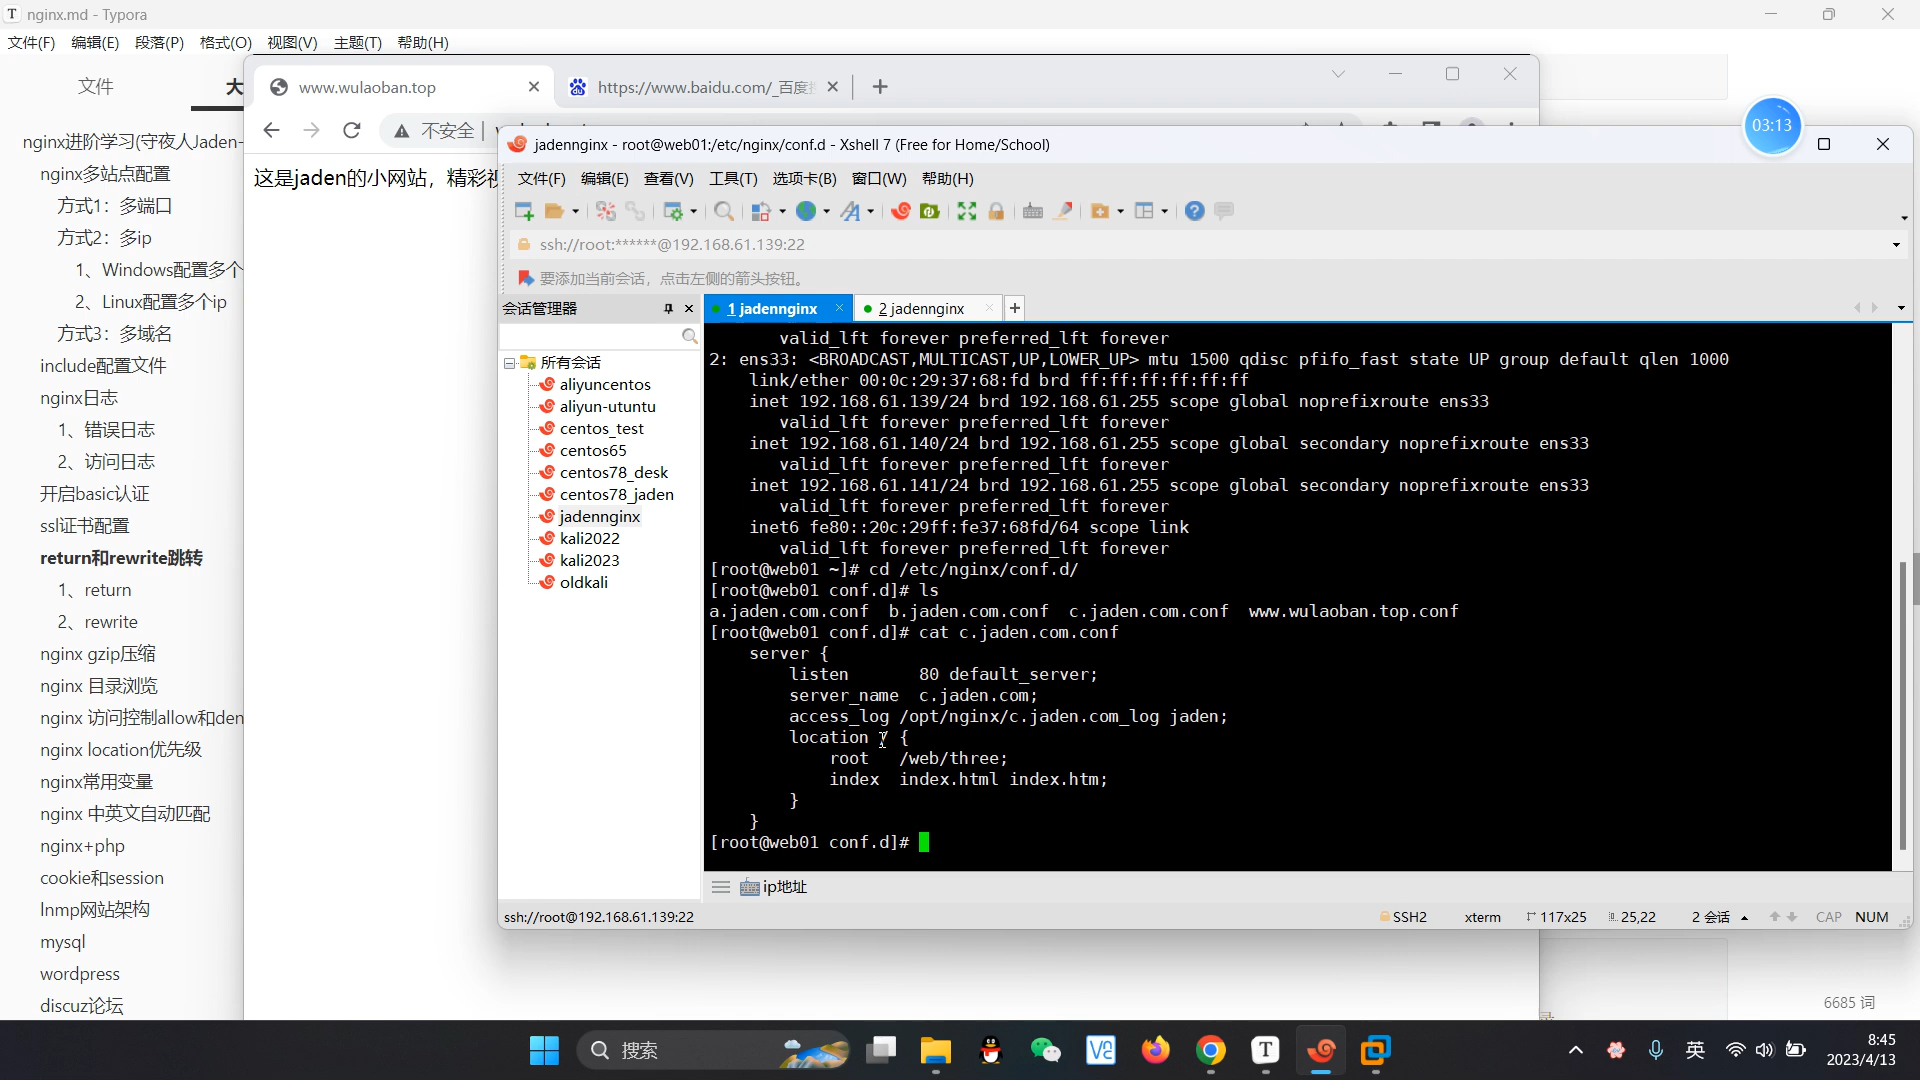 nginx.md - Typora
文件(F) 编辑(E) 段落(P) 格式(O) 视图(V) 主题(T) 帮助(H)
文件
大
nginx进阶学习(守夜人Jaden-
nginx多站点配置
方式1：多端口
方式2：多ip
1、Windows配置多个
2、Linux配置多个ip
方式3：多域名
include配置文件
nginx日志
1、错误日志
2、访问日志
开启basic认证
ssl证书配置
return和rewrite跳转
1、return
2、rewrite
nginx gzip压缩
nginx 目录浏览
nginx 访问控制allow和den
nginx location优先级
nginx常用变量
nginx 中英文自动匹配
nginx+php
cookie和session
lnmp网站架构
mysql
wordpress
discuz论坛
www.wulaoban.top
https://www.baidu.com/_百度
不安全
这是jaden的小网站，精彩视
03:13
jadennginx - root@web01:/etc/nginx/conf.d - Xshell 7 (Free for Home/School)
文件(F) 编辑(E) 查看(V) 工具(T) 选项卡(B) 窗口(W) 帮助(H)
ssh://root:******@192.168.61.139:22
要添加当前会话，点击左侧的箭头按钮。
会话管理器
所有会话
aliyuncentos
aliyun-ututu
centos_test
centos65
centos78_desk
centos78_jaden
jadennginx
kali2022
kali2023
oldkali
1 jadennginx
2 jadennginx
valid_lft forever preferred_lft forever
2: ens33: <BROADCAST,MULTICAST,UP,LOWER_UP> mtu 1500 qdisc pfifo_fast state UP group default qlen 1000
link/ether 00:0c:29:37:68:fd brd ff:ff:ff:ff:ff:ff
inet 192.168.61.139/24 brd 192.168.61.255 scope global noprefixroute ens33
valid_lft forever preferred_lft forever
inet 192.168.61.140/24 brd 192.168.61.255 scope global secondary noprefixroute ens33
valid_lft forever preferred_lft forever
inet 192.168.61.141/24 brd 192.168.61.255 scope global secondary noprefixroute ens33
valid_lft forever preferred_lft forever
inet6 fe80::20c:29ff:fe37:68fd/64 scope link
valid_lft forever preferred_lft forever
[root@web01 ~]# cd /etc/nginx/conf.d/
[root@web01 conf.d]# ls
a.jaden.com.conf b.jaden.com.conf c.jaden.com.conf www.wulaoban.top.conf
[root@web01 conf.d]# cat c.jaden.com.conf
server {
listen 80 default_server;
server_name c.jaden.com;
access_log /opt/nginx/c.jaden.com_log jaden;
location / {
root /web/three;
index index.html index.htm;
}
}
[root@web01 conf.d]#
ip地址
ssh://root@192.168.61.139:22
SSH2 xterm 117x25 25,22 2 会话 CAP NUM
6685 词
搜索
英
8:45
2023/4/13